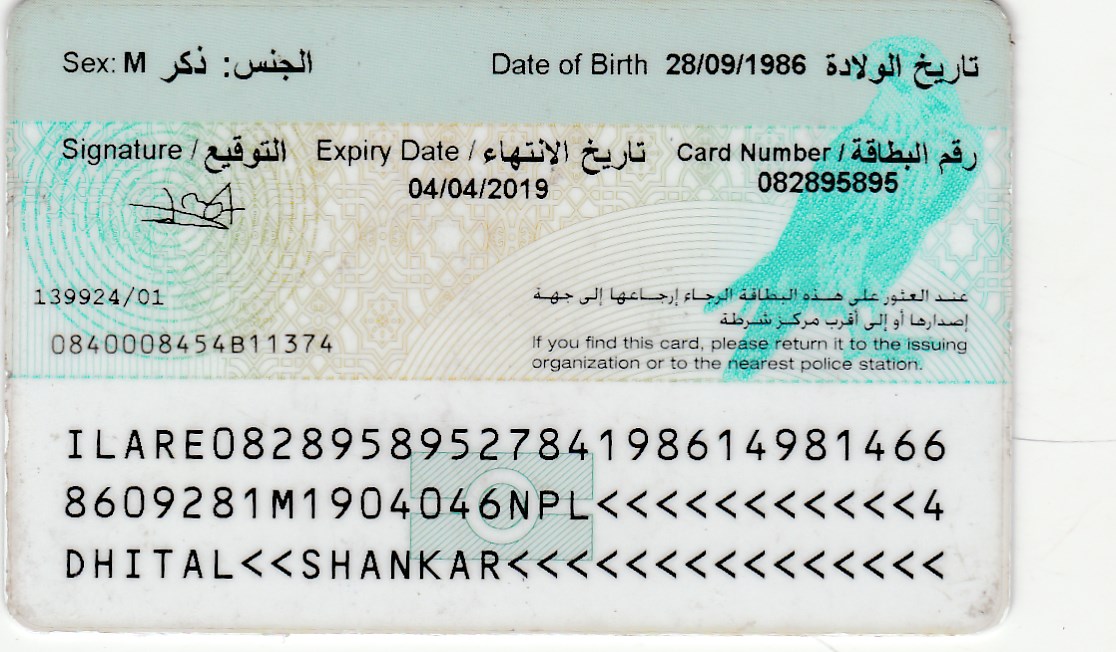 Sex: M الجنس: ذكر Date of Birth 28/09/1986 تاريخ الولادة
Signature / التوقيع Expiry Date / تاريخ الانتهاء Card Number / رقم البطاقة
04/04/2019 082895895
139924/01
0840008454B11374
عند العثور على هذه البطاقة الرجاء إرجاعها إلى جهة
إصدارها أو إلى أقرب مركز شرطة
If you find this card, please return it to the issuing
organization or to the nearest police station.
ILARE0828958952784198614981466
8609281M1904046NPL<<<<<<<<<<<4
DHITAL<<SHANKAR<<<<<<<<<<<<<<<